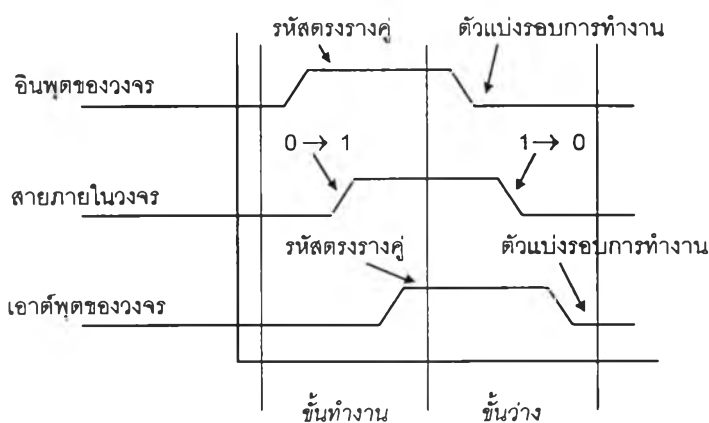 รหัสตรงรางคู่ ตัวแบ่งรอบการทำงาน
อินพุตของวงจร
0 → 1 1 → 0
สายภายในวงจร
รหัสตรงรางคู่ ตัวแบ่งรอบการทำงาน
เอาต์พุตของวงจร
ขั้นทำงาน ขั้นว่าง